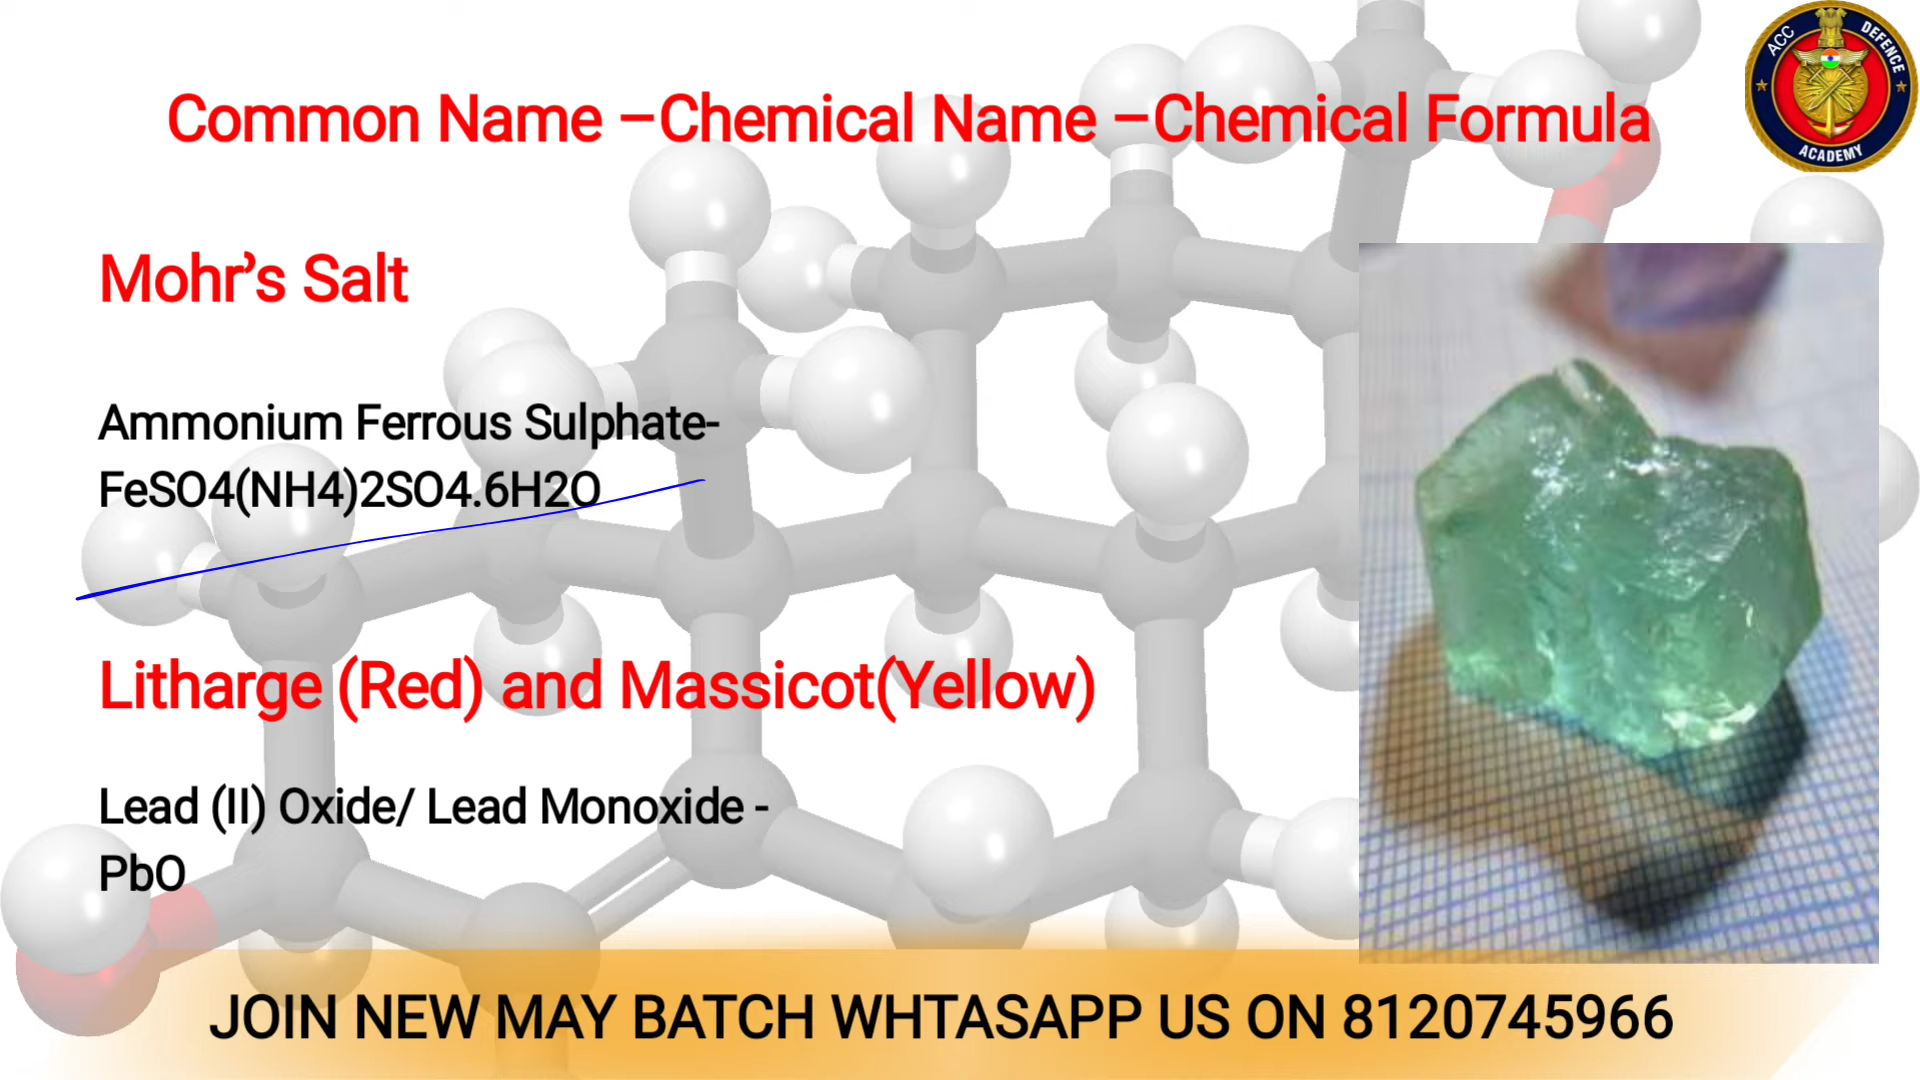 ACC DEFENCE ACADEMY
Common Name –Chemical Name –Chemical Formula
Mohr’s Salt
Ammonium Ferrous Sulphate-
FeSO4(NH4)2SO4.6H2O
Litharge (Red) and Massicot(Yellow)
Lead (II) Oxide/ Lead Monoxide -
PbO
JOIN NEW MAY BATCH WHTASAPP US ON 8120745966